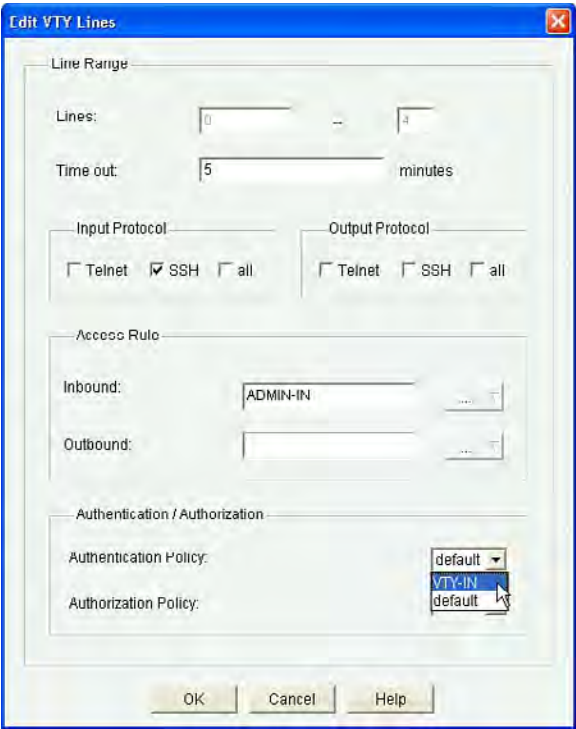 Edit VTY Lines
Line Range
Lines: 0 – 4
Time out: 5 minutes
Input Protocol Output Protocol
Telnet SSH all Telnet SSH all
Access Rule
Inbound: ADMIN-IN ...
Outbound: ...
Authentication / Authorization
Authentication Policy: default
VTY-IN
default
Authorization Policy:
OK Cancel Help